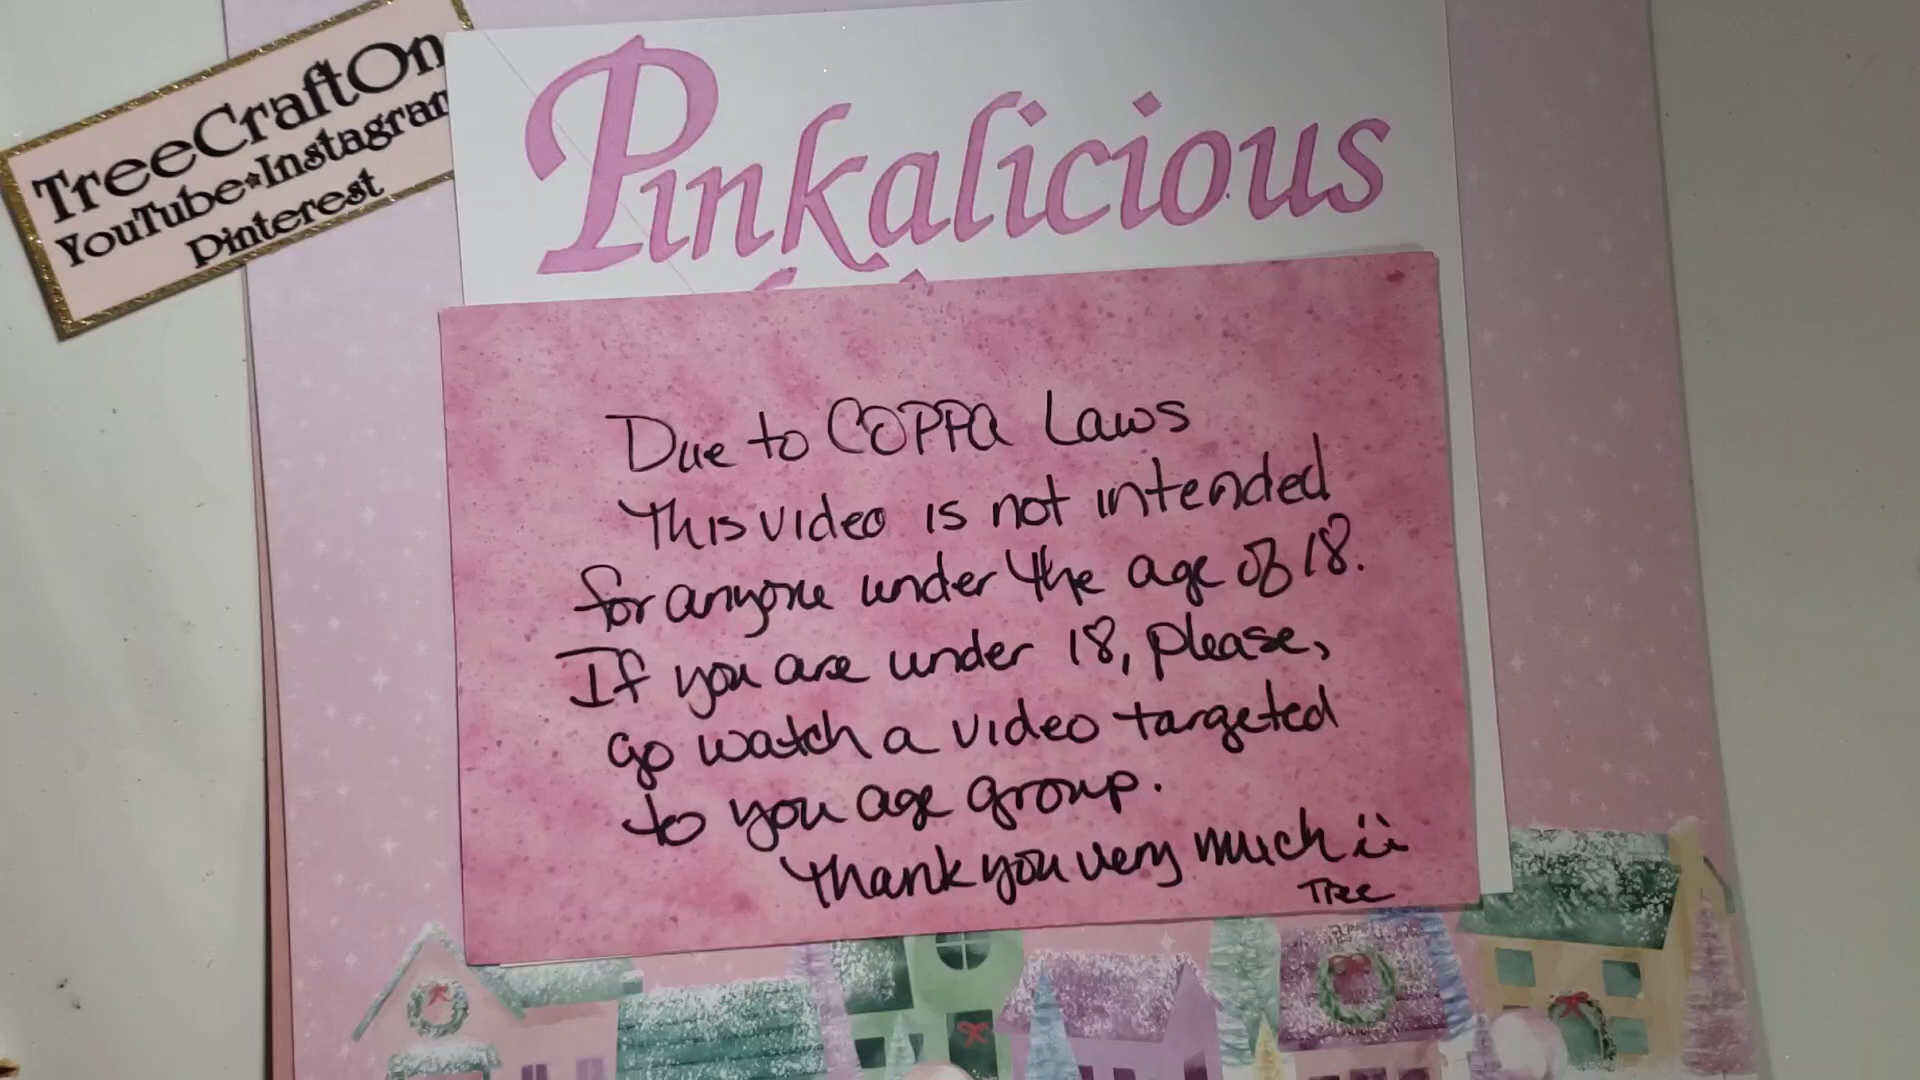 TreeCraftOn
YouTube★Instagram
Pinterest
Pinkalicious
Due to COPPA Laws
This video is not intended
for anyone under the age of 18.
If you are under 18, please,
go watch a video targeted
to you age group.
Thank you very much ¨
Tree